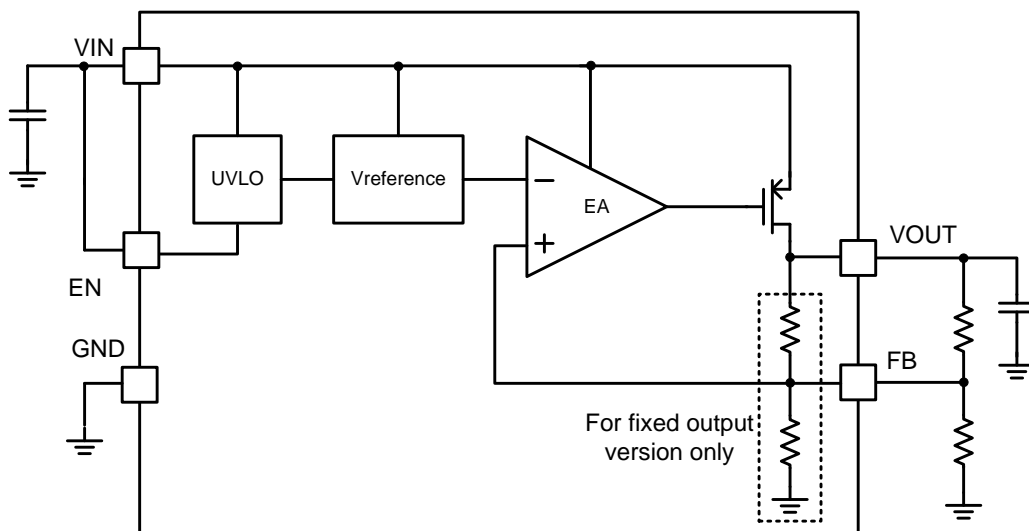 VIN
UVLO
Vreference
−
EA
+
VOUT
EN
GND
FB
For fixed output
version only